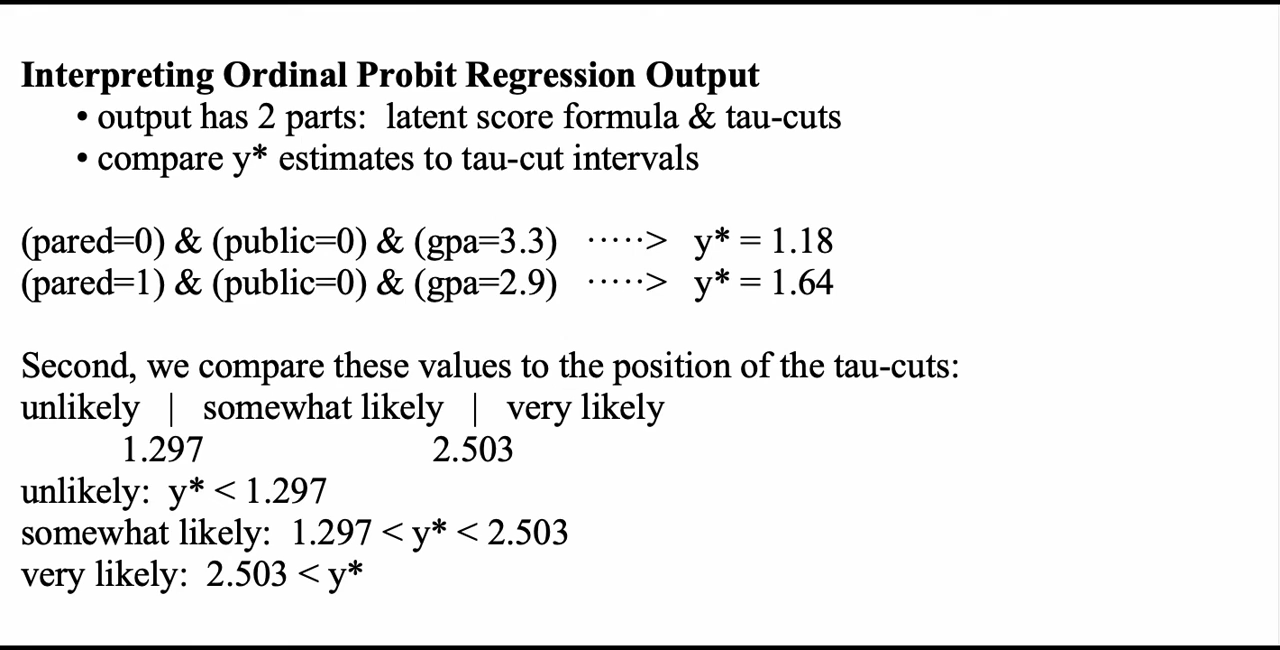 Interpreting Ordinal Probit Regression Output
• output has 2 parts:  latent score formula & tau-cuts
• compare y* estimates to tau-cut intervals
(pared=0) & (public=0) & (gpa=3.3)  ·····>  y* = 1.18
(pared=1) & (public=0) & (gpa=2.9)  ·····>  y* = 1.64
Second, we compare these values to the position of the tau-cuts:
unlikely  |  somewhat likely  |  very likely
1.297  2.503
unlikely:  y* < 1.297
somewhat likely:  1.297 < y* < 2.503
very likely:  2.503 < y*